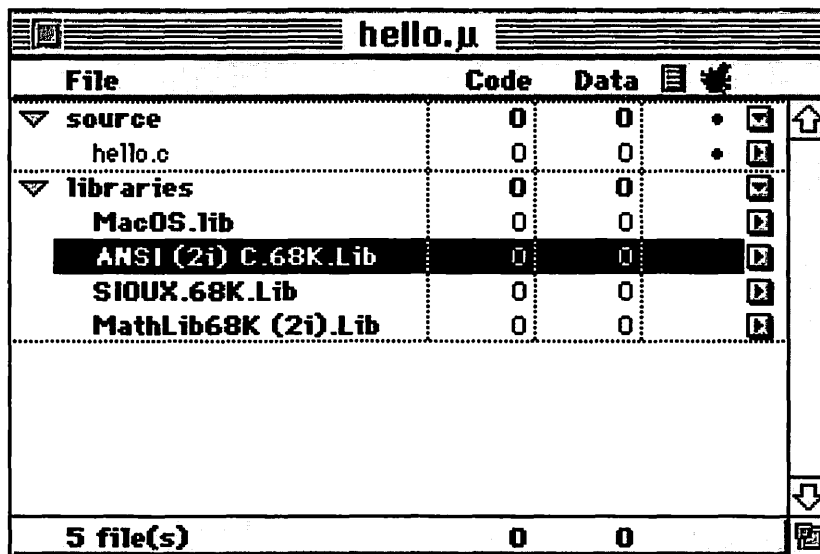 hello.µ
File Code Data
source 0 0 •
hello.c 0 0 •
libraries 0 0
MacOS.lib 0 0
ANSI (2i) C.68K.Lib 0 0
SIOUX.68K.Lib 0 0
MathLib68K (2i).Lib 0 0
5 file(s) 0 0